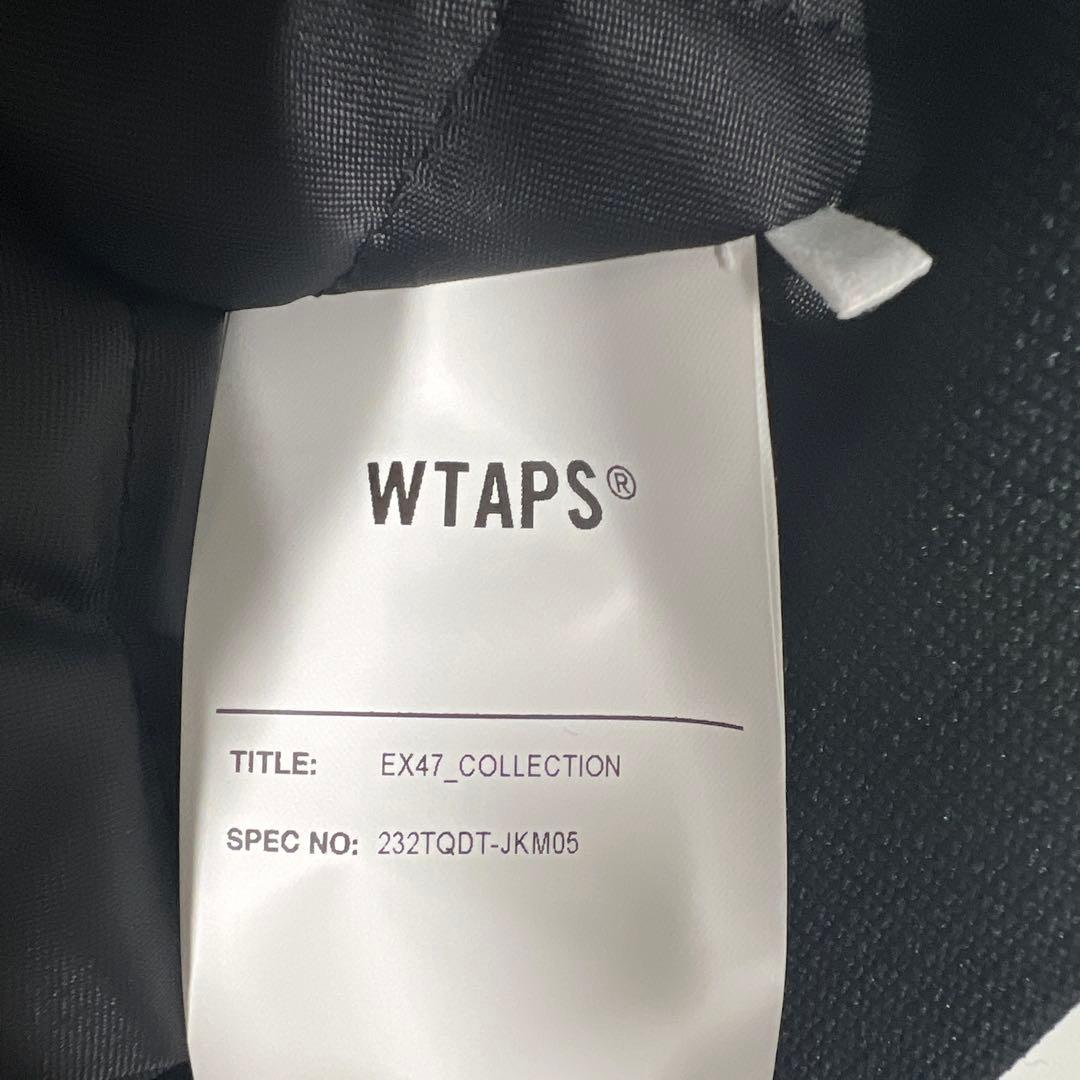 WTAPS®
TITLE: EX47_COLLECTION
SPEC NO: 232TQDT-JKM05